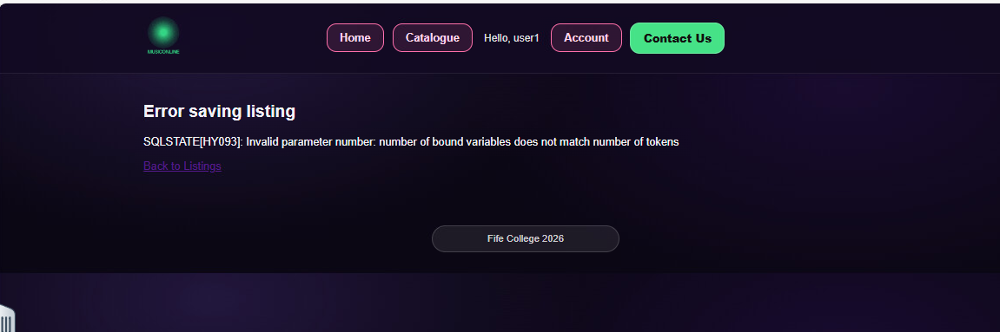 MUSICONLINE
Home
Catalogue
Hello, user1
Account
Contact Us
Error saving listing
SQLSTATE[HY093]: Invalid parameter number: number of bound variables does not match number of tokens
Back to Listings
Fife College 2026